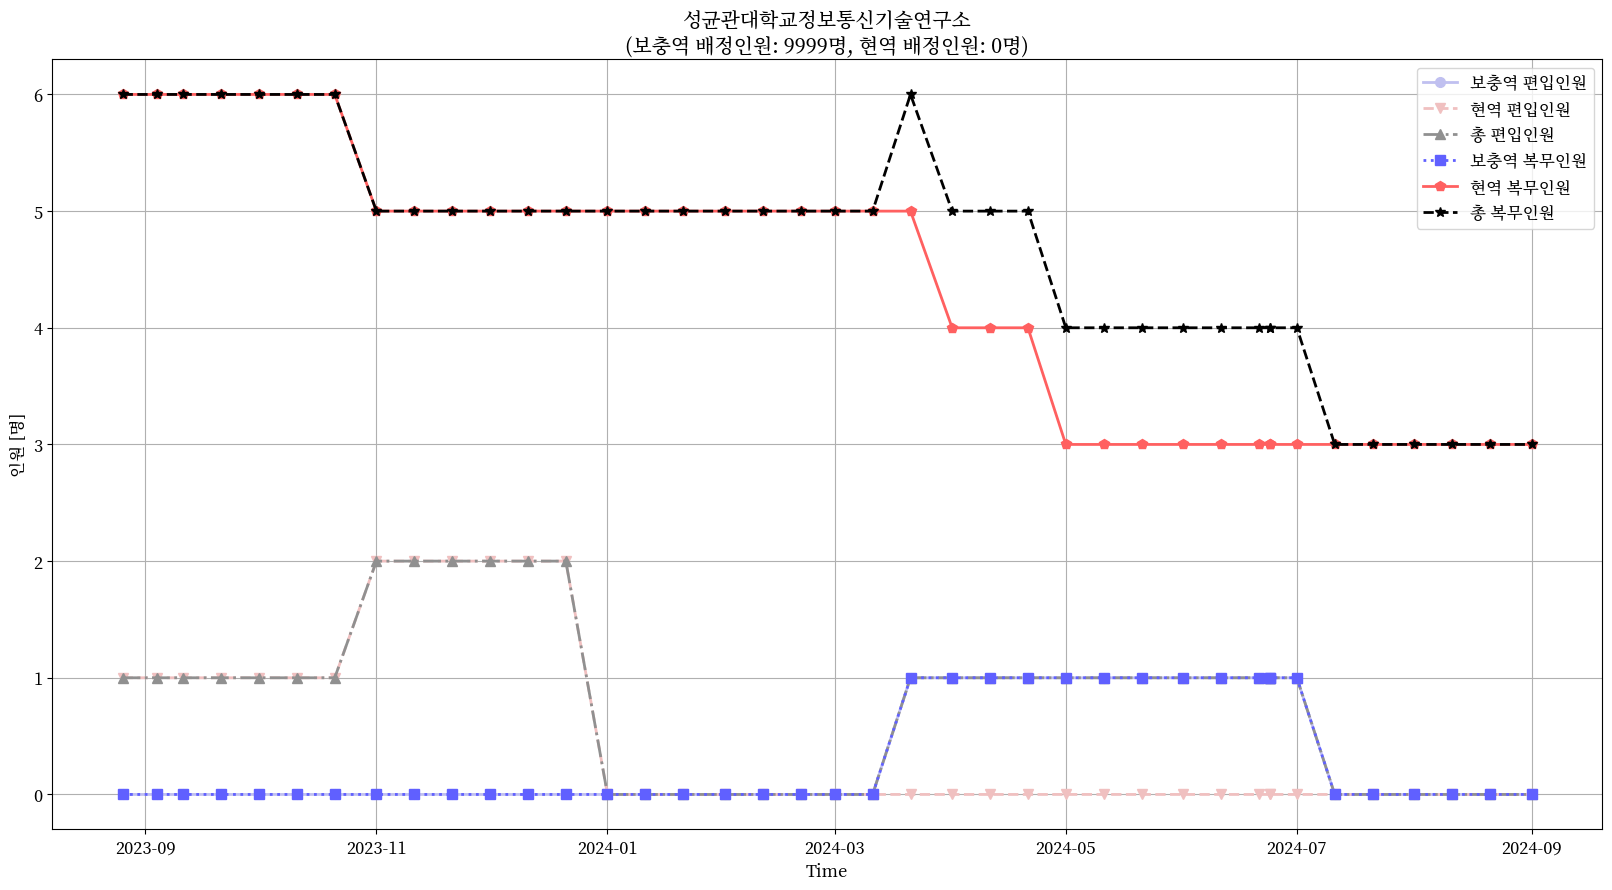 성균관대학교정보통신기술연구소
(보충역 배정인원: 9999명, 현역 배정인원: 0명)
보충역 편입인원
현역 편입인원
총 편입인원
보충역 복무인원
현역 복무인원
총 복무인원
인원 [명]
6
5
4
3
2
1
0
2023-09
2023-11
2024-01
2024-03
2024-05
2024-07
2024-09
Time